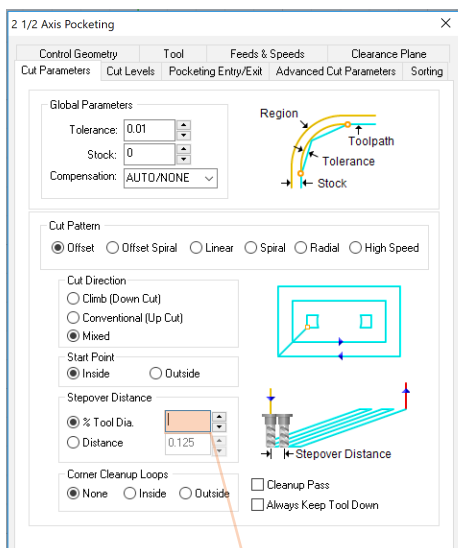 2 1/2 Axis Pocketing
Control Geometry Tool Feeds & Speeds Clearance Plane
Cut Parameters Cut Levels Pocketing Entry/Exit Advanced Cut Parameters Sorting
Global Parameters
Tolerance: 0.01
Stock: 0
Compensation: AUTO/NONE
Region
Toolpath
Tolerance
Stock
Cut Pattern
Offset Offset Spiral Linear Spiral Radial High Speed
Cut Direction
Climb (Down Cut)
Conventional (Up Cut)
Mixed
Start Point
Inside Outside
Stepover Distance
% Tool Dia.
Distance 0.125
Stepover Distance
Corner Cleanup Loops
None Inside Outside
Cleanup Pass
Always Keep Tool Down